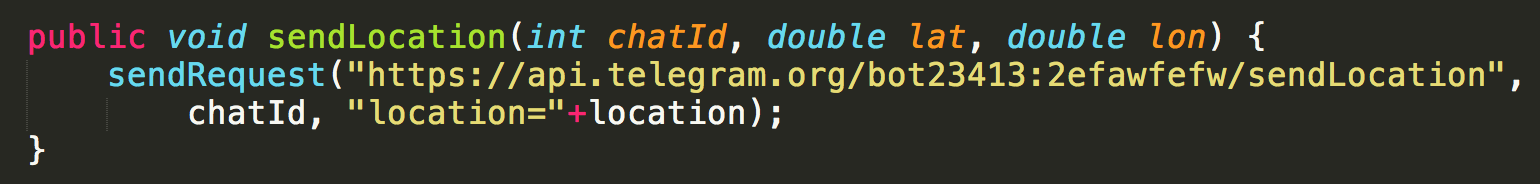 public void sendLocation(int chatId, double lat, double lon) {
sendRequest("https://api.telegram.org/bot23413:2efawfefw/sendLocation",
chatId, "location="+location);
}